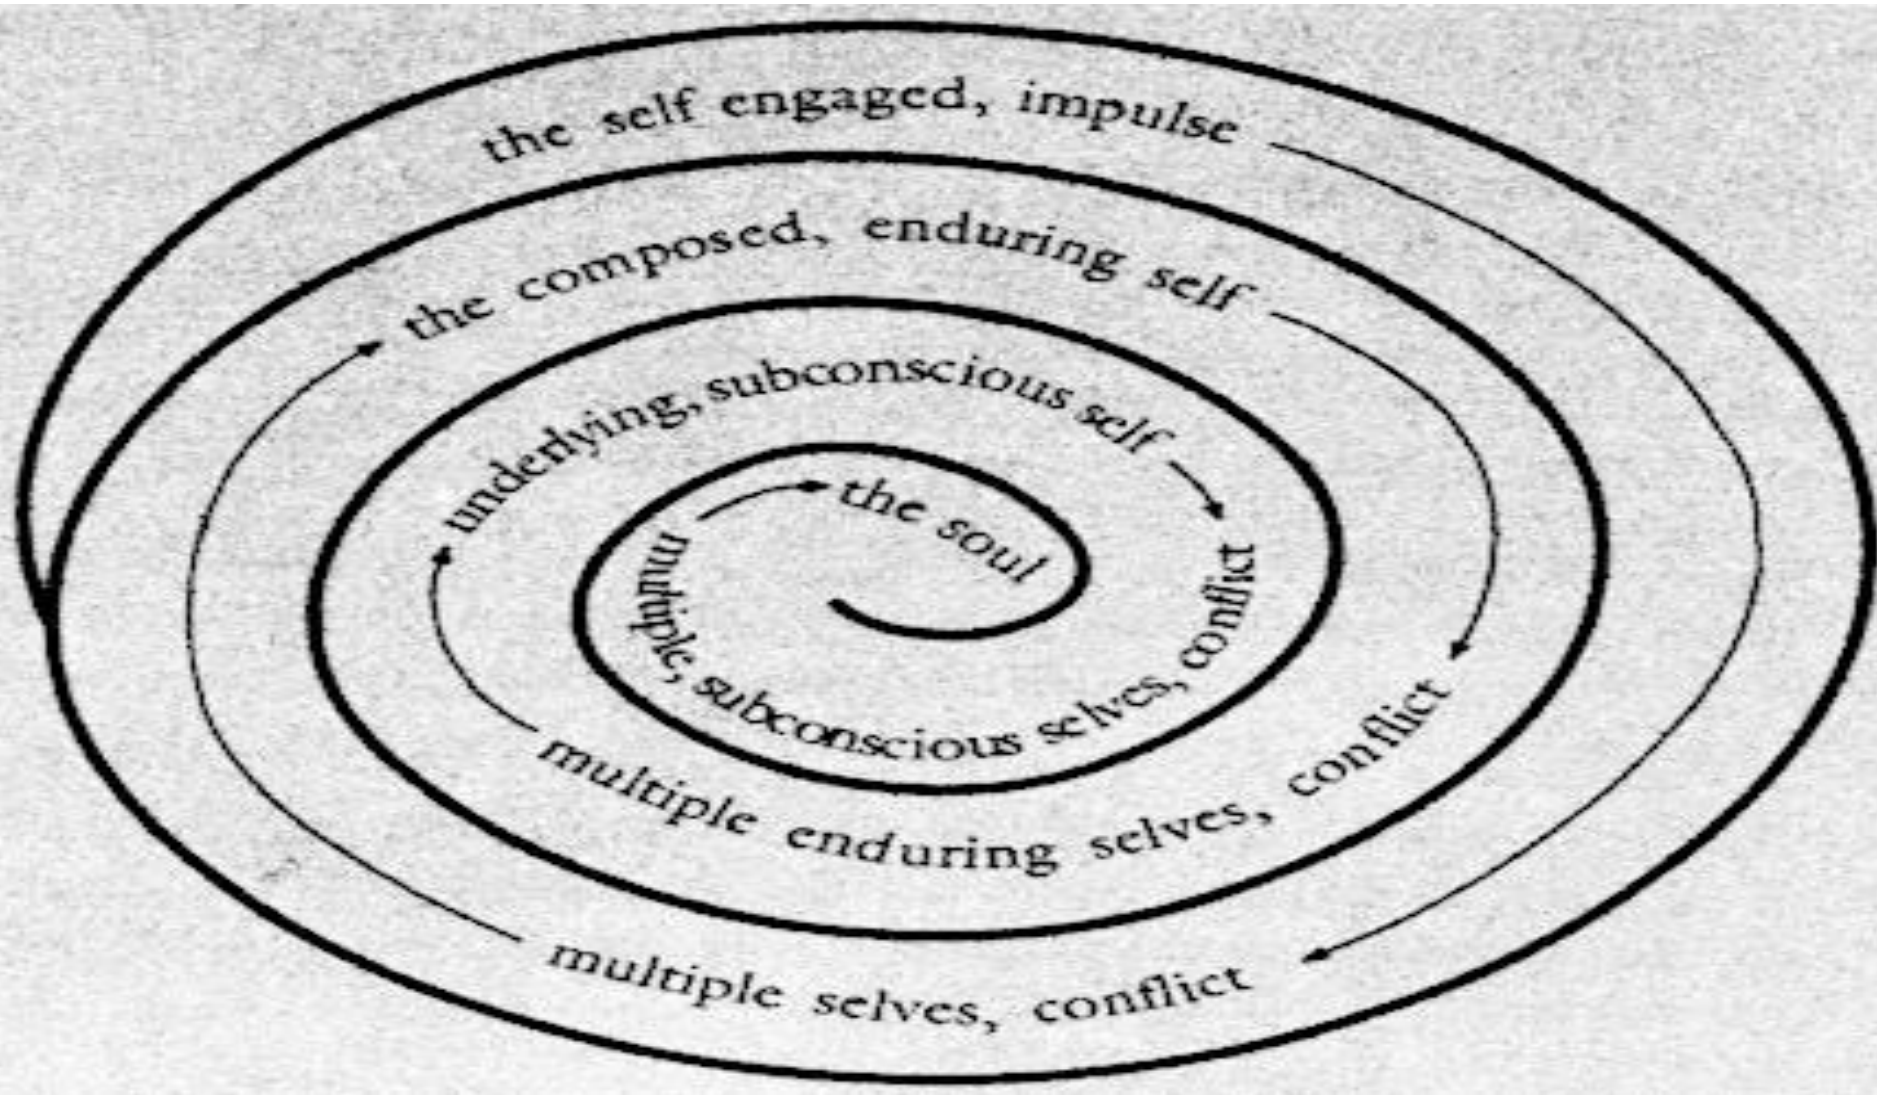 the self engaged, impulse
multiple selves, conflict
the composed, enduring self
multiple enduring selves, conflict
underlying, subconscious self
multiple, subconscious selves, conflict
the soul